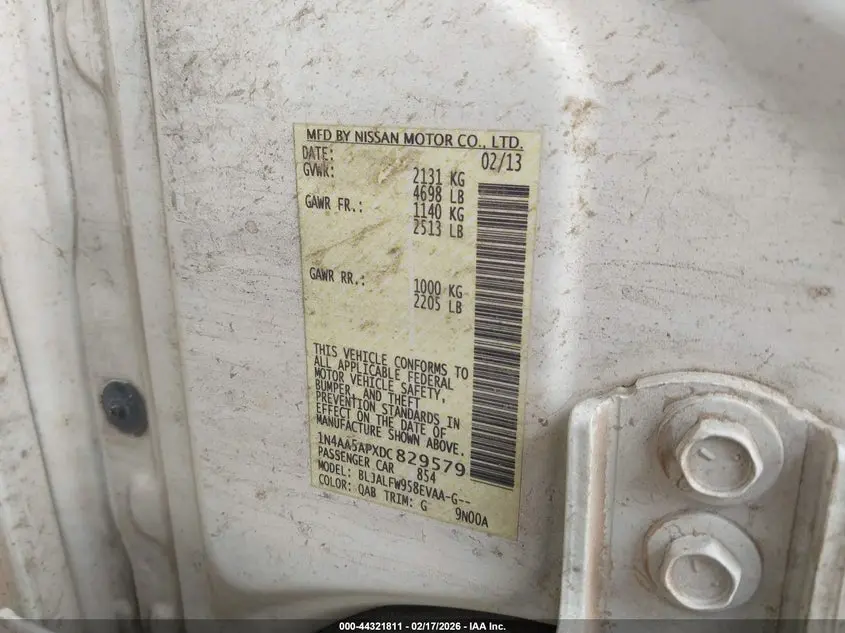 MFD BY NISSAN MOTOR CO., LTD.
DATE: 02/13
GVWR: 2131 KG
4698 LB
GAWR FR.: 1140 KG
2513 LB
GAWR RR.: 1000 KG
2205 LB
THIS VEHICLE CONFORMS TO
ALL APPLICABLE FEDERAL
MOTOR VEHICLE SAFETY,
BUMPER, AND THEFT
PREVENTION STANDARDS IN
EFFECT ON THE DATE OF
MANUFACTURE SHOWN ABOVE.
1N4AA5APXDC829579
PASSENGER CAR 854
MODEL: BL3ALFW958EVAA-G--
COLOR: QAB TRIM: G 9N00A
000-44321811 - 02/17/2026 - IAA Inc.